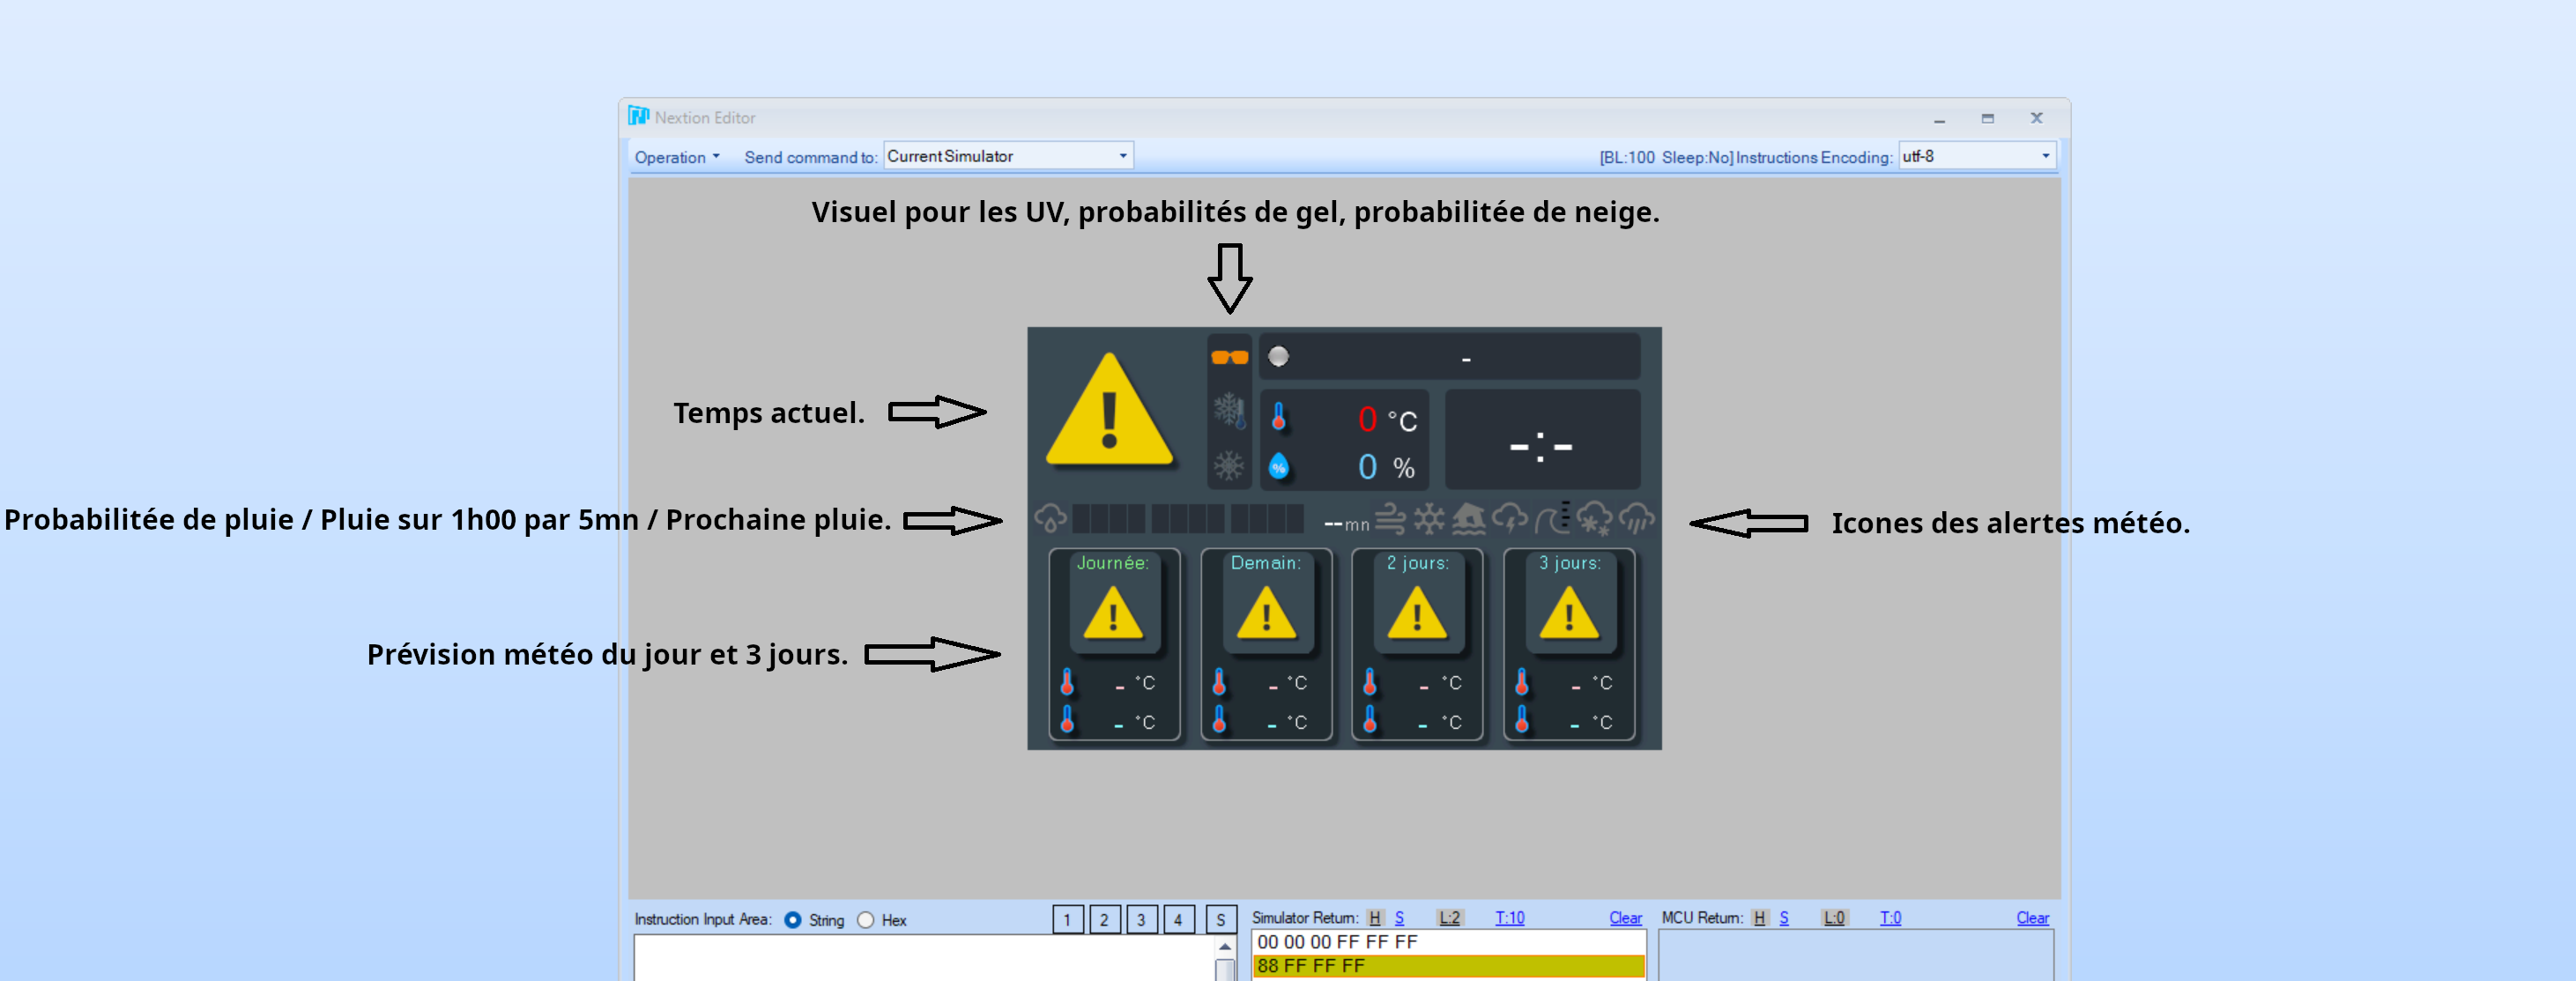 Nextion Editor
Operation Send command to: Current Simulator [BL:100 Sleep:No] Instructions Encoding: utf-8
Visuel pour les UV, probabilités de gel, probabilitée de neige.
-
Temps actuel.
0 °C
-:-
% 0 %
Probabilitée de pluie / Pluie sur 1h00 par 5mn / Prochaine pluie.
--mn
Icones des alertes météo.
Journée: Demain: 2 jours: 3 jours:
Prévision météo du jour et 3 jours.
- °C - °C - °C - °C
- °C - °C - °C - °C
Instruction Input Area: String Hex 1 2 3 4 S Simulator Return: H S L:2 T:10 Clear MCU Return: H S L:0 T:0 Clear
00 00 00 FF FF FF
88 FF FF FF